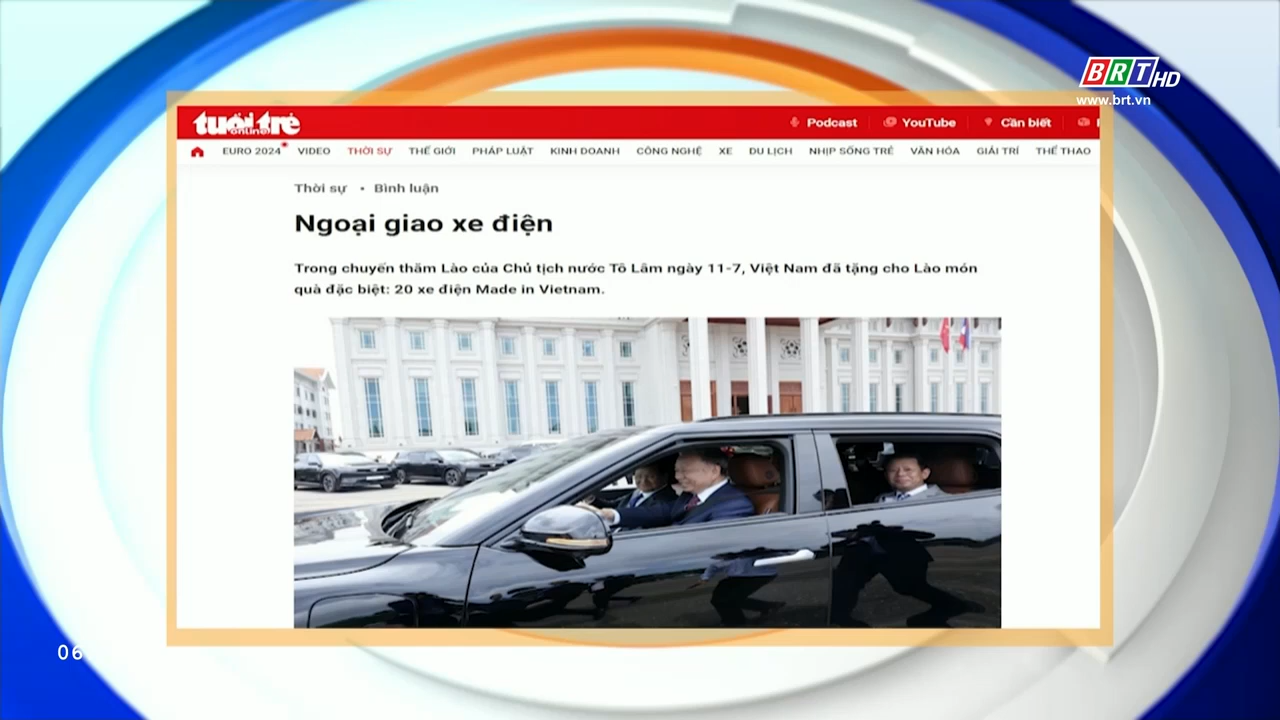 BRT HD
www.brt.vn
tuổi trẻ
online
Podcast YouTube Cần biết
EURO 2024 VIDEO THỜI SỰ THẾ GIỚI PHÁP LUẬT KINH DOANH CÔNG NGHỆ XE DU LỊCH NHỊP SỐNG TRẺ VĂN HÓA GIẢI TRÍ THỂ THAO
Thời sự • Bình luận
Ngoại giao xe điện
Trong chuyến thăm Lào của Chủ tịch nước Tô Lâm ngày 11-7, Việt Nam đã tặng cho Lào món
quà đặc biệt: 20 xe điện Made in Vietnam.
06